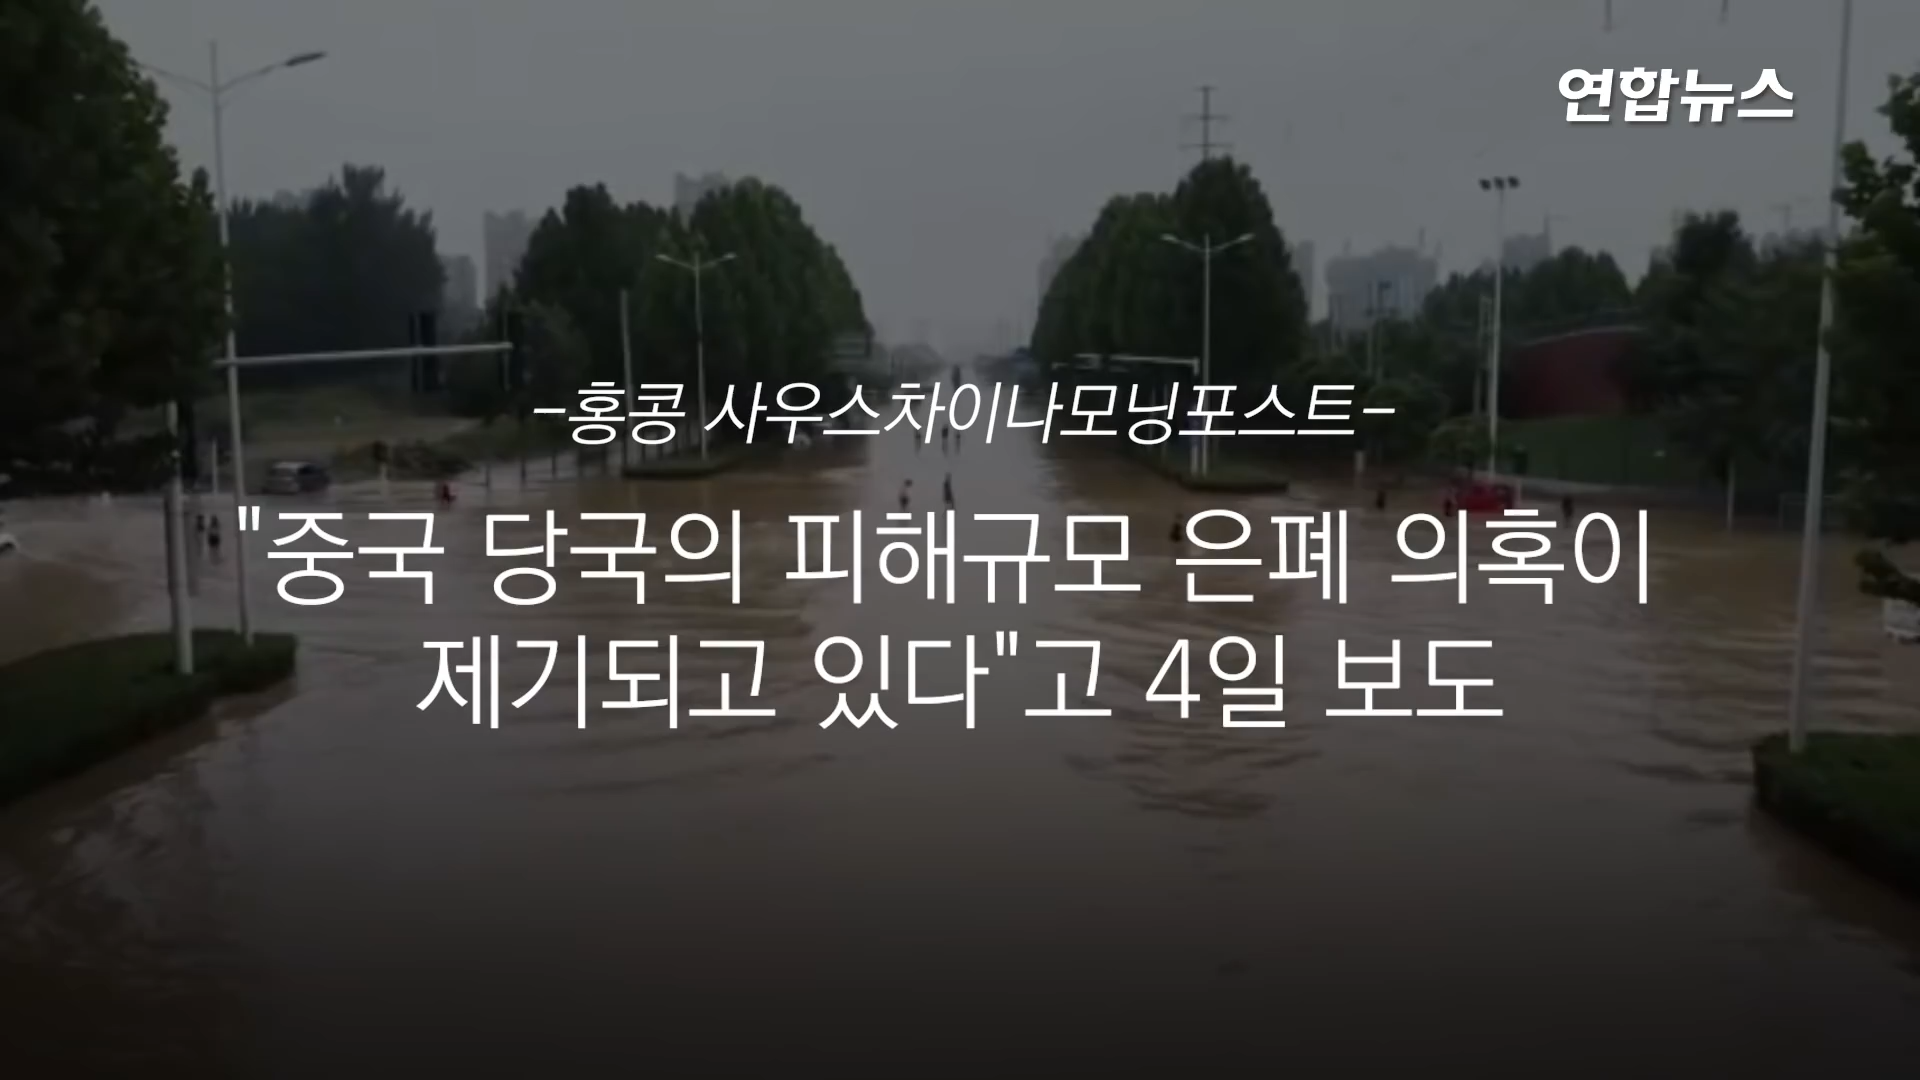 연합뉴스
-홍콩 사우스차이나모닝포스트-
"중국 당국의 피해규모 은폐 의혹이
제기되고 있다"고 4일 보도